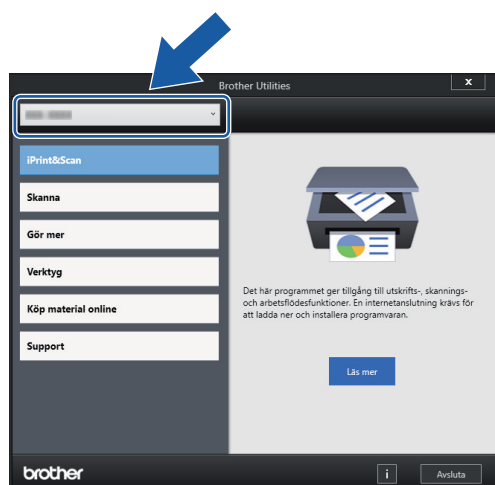 Brother Utilities
x
iPrint&Scan
Skanna
Gör mer
Verktyg
Köp material online
Support
Det här programmet ger tillgång till utskrifts-, skannings-
och arbetsflödesfunktioner. En internetanslutning krävs för
att ladda ner och installera programvaran.
Läs mer
brother
i
Avsluta